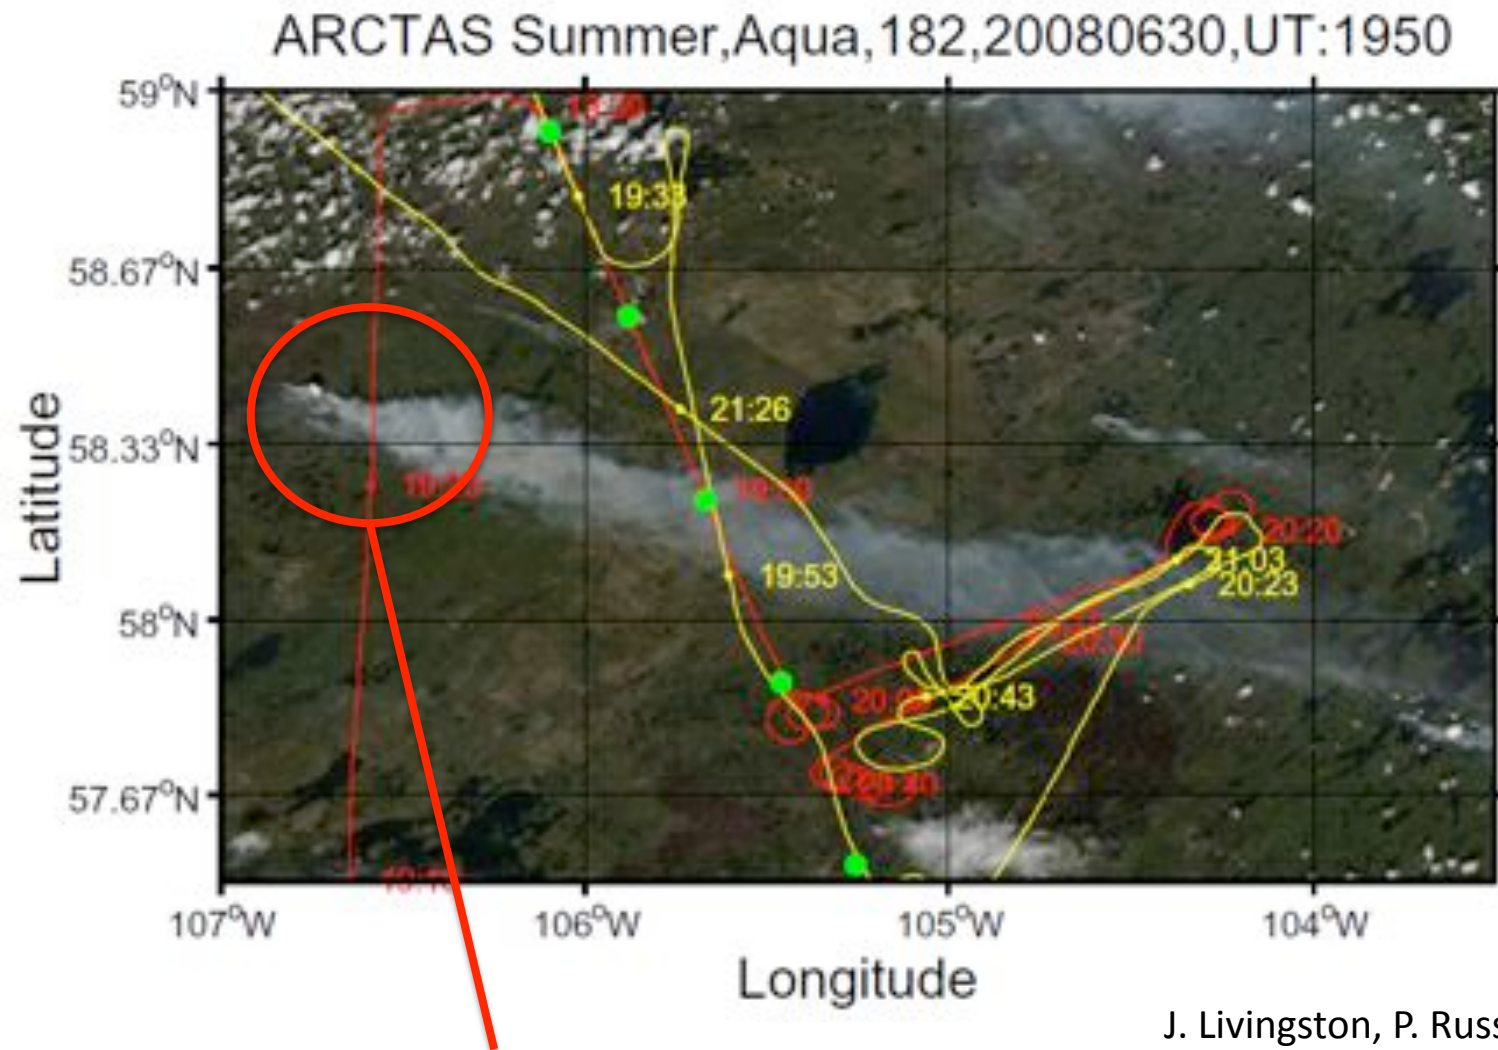 ARCTAS Summer,Aqua,182,20080630,UT:1950
59°N
19:33
58.67°N
21:26
58.33°N
20:20
21:03
19:53
20:23
58°N
20:43
57.67°N
107°W
106°W
105°W
104°W
Latitude
Longitude
J. Livingston, P. Russ